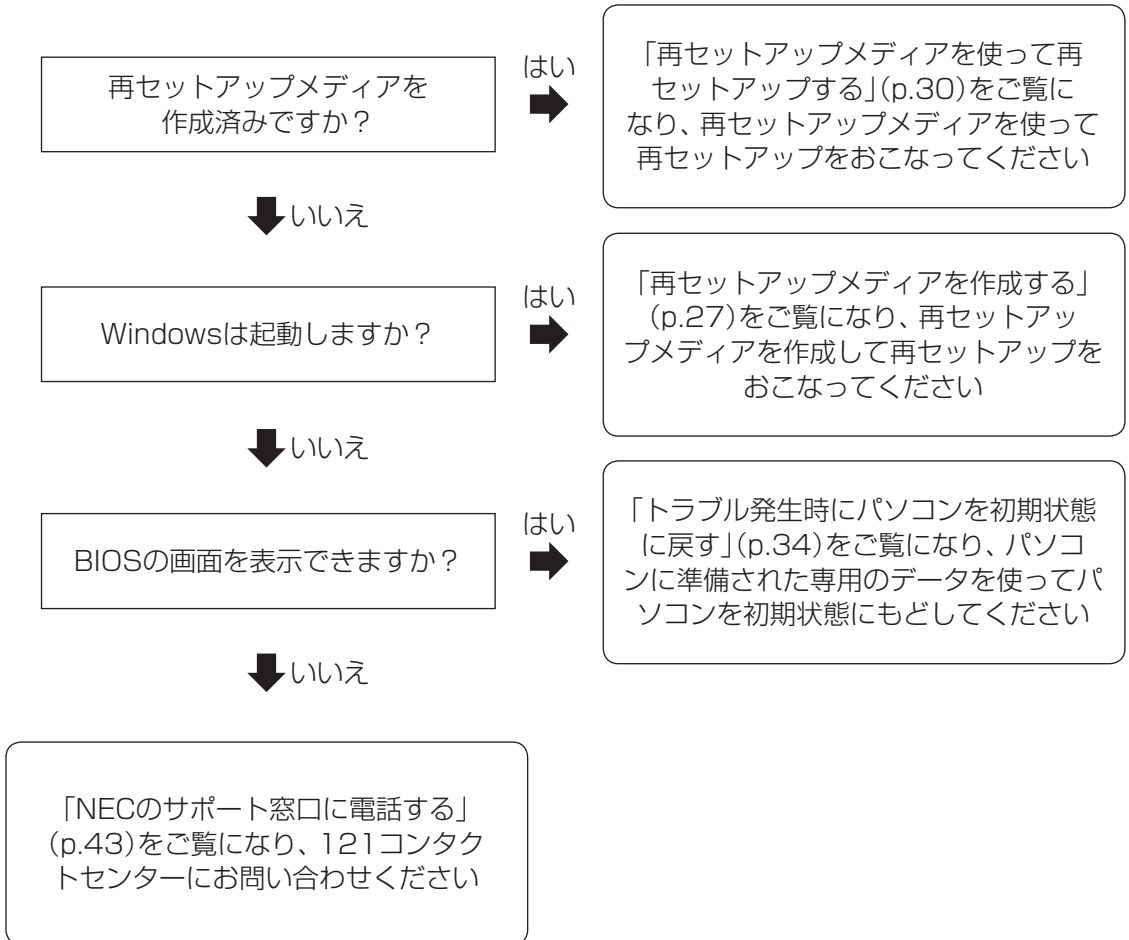 再セットアップメディアを
作成済みですか？
はい
「再セットアップメディアを使って再
セットアップする」(p.30)をご覧に
なり、再セットアップメディアを使って
再セットアップをおこなってください
いいえ
Windowsは起動しますか？
はい
「再セットアップメディアを作成する」
(p.27)をご覧になり、再セットアッ
プメディアを作成して再セットアップを
おこなってください
いいえ
BIOSの画面を表示できますか？
はい
「トラブル発生時にパソコンを初期状態
に戻す」(p.34)をご覧になり、パソコ
ンに準備された専用のデータを使ってパ
ソコンを初期状態にもどしてください
いいえ
「NECのサポート窓口に電話する」
(p.43)をご覧になり、121コンタク
トセンターにお問い合わせください